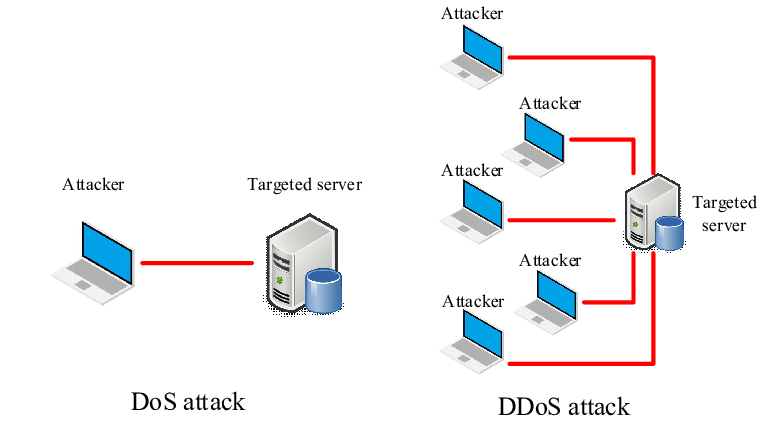 Attacker
Targeted server
DoS attack
Attacker
Attacker
Attacker
Targeted
server
Attacker
Attacker
DDoS attack